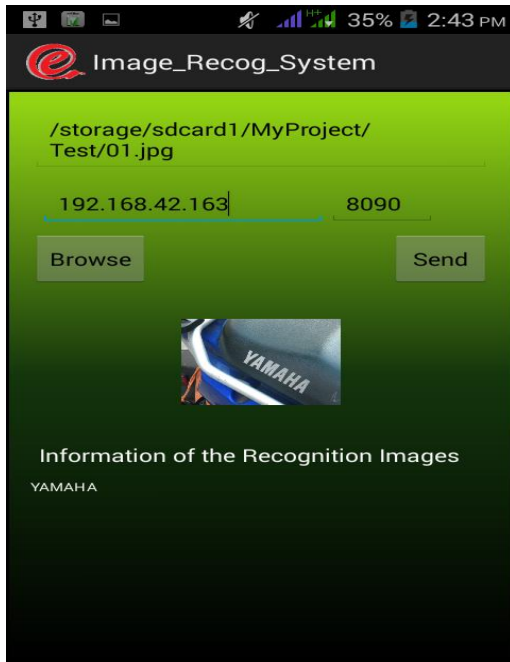 H+ 35% 2:43 PM
Image_Recog_System
/storage/sdcard1/MyProject/
Test/01.jpg
192.168.42.163 8090
Browse Send
YAMAHA
Information of the Recognition Images
YAMAHA